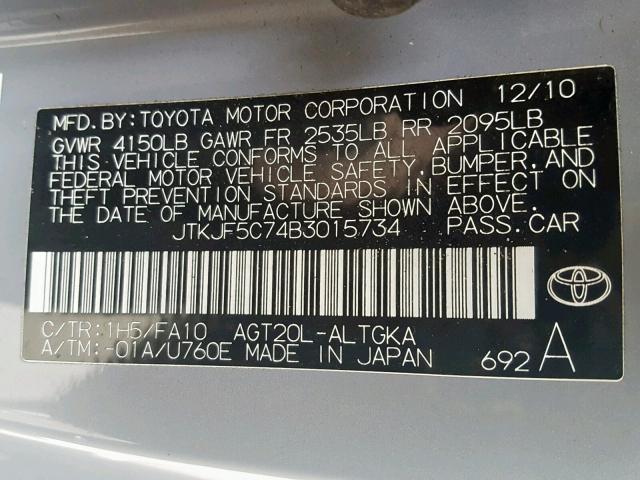 MFD.BY:TOYOTA MOTOR CORPORATION 12/10
GVWR 4150LB GAWR FR 2535LB RR 2095LB
THIS VEHICLE CONFORMS TO ALL APPLICABLE
FEDERAL MOTOR VEHICLE SAFETY,BUMPER,AND
THEFT PREVENTION STANDARDS IN EFFECT ON
THE DATE OF MANUFACTURE SHOWN ABOVE.
JTKJF5C74B3015734 PASS.CAR
C/TR:1H5/FA10 AGT20L-ALTGKA
A/TM:-01A/U760E MADE IN JAPAN
692 A